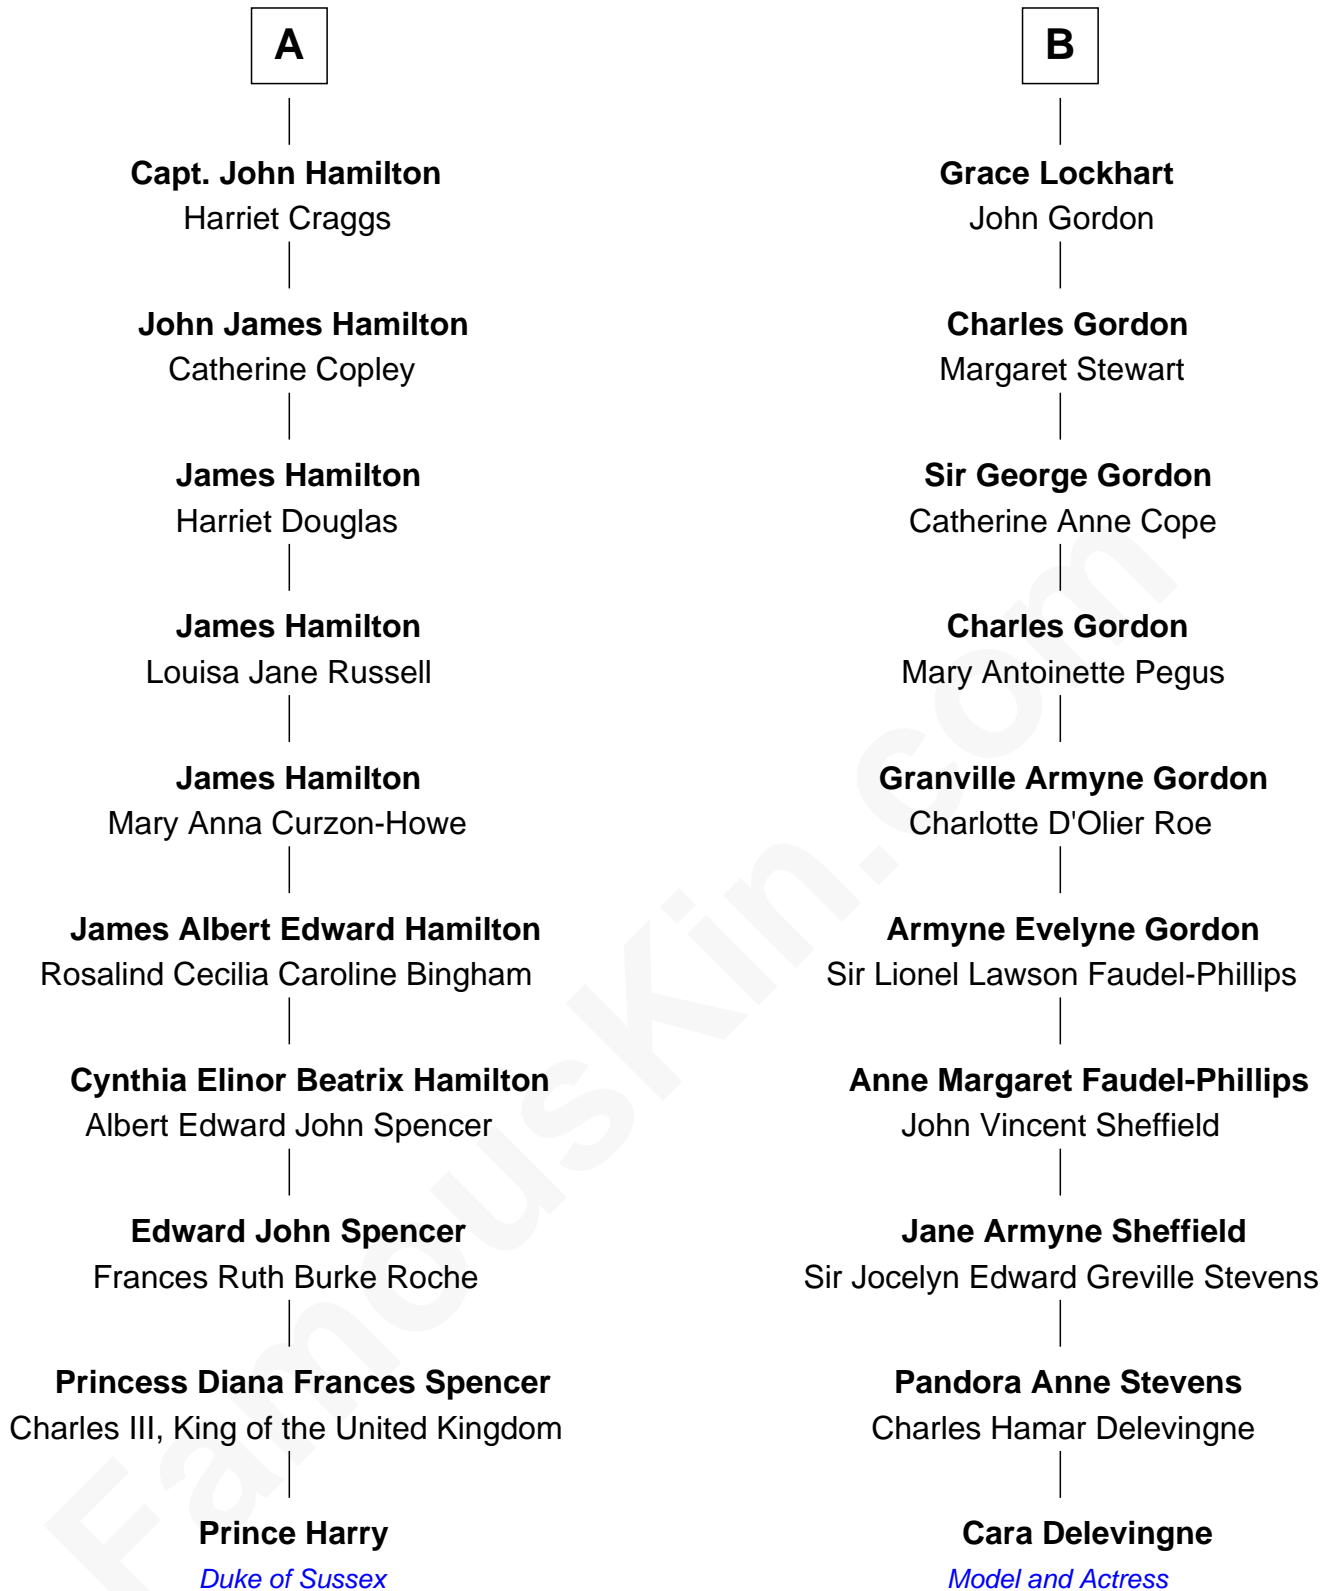 A
Capt. John Hamilton
Harriet Craggs
John James Hamilton
Catherine Copley
James Hamilton
Harriet Douglas
James Hamilton
Louisa Jane Russell
James Hamilton
Mary Anna Curzon-Howe
James Albert Edward Hamilton
Rosalind Cecilia Caroline Bingham
Cynthia Elinor Beatrix Hamilton
Albert Edward John Spencer
Edward John Spencer
Frances Ruth Burke Roche
Princess Diana Frances Spencer
Charles III, King of the United Kingdom
Prince Harry
Duke of Sussex
B
Grace Lockhart
John Gordon
Charles Gordon
Margaret Stewart
Sir George Gordon
Catherine Anne Cope
Charles Gordon
Mary Antoinette Pegus
Granville Armyne Gordon
Charlotte D'Olier Roe
Armyne Evelyne Gordon
Sir Lionel Lawson Faudel-Phillips
Anne Margaret Faudel-Phillips
John Vincent Sheffield
Jane Armyne Sheffield
Sir Jocelyn Edward Greville Stevens
Pandora Anne Stevens
Charles Hamar Delevingne
Cara Delevingne
Model and Actress
FamousKin.com